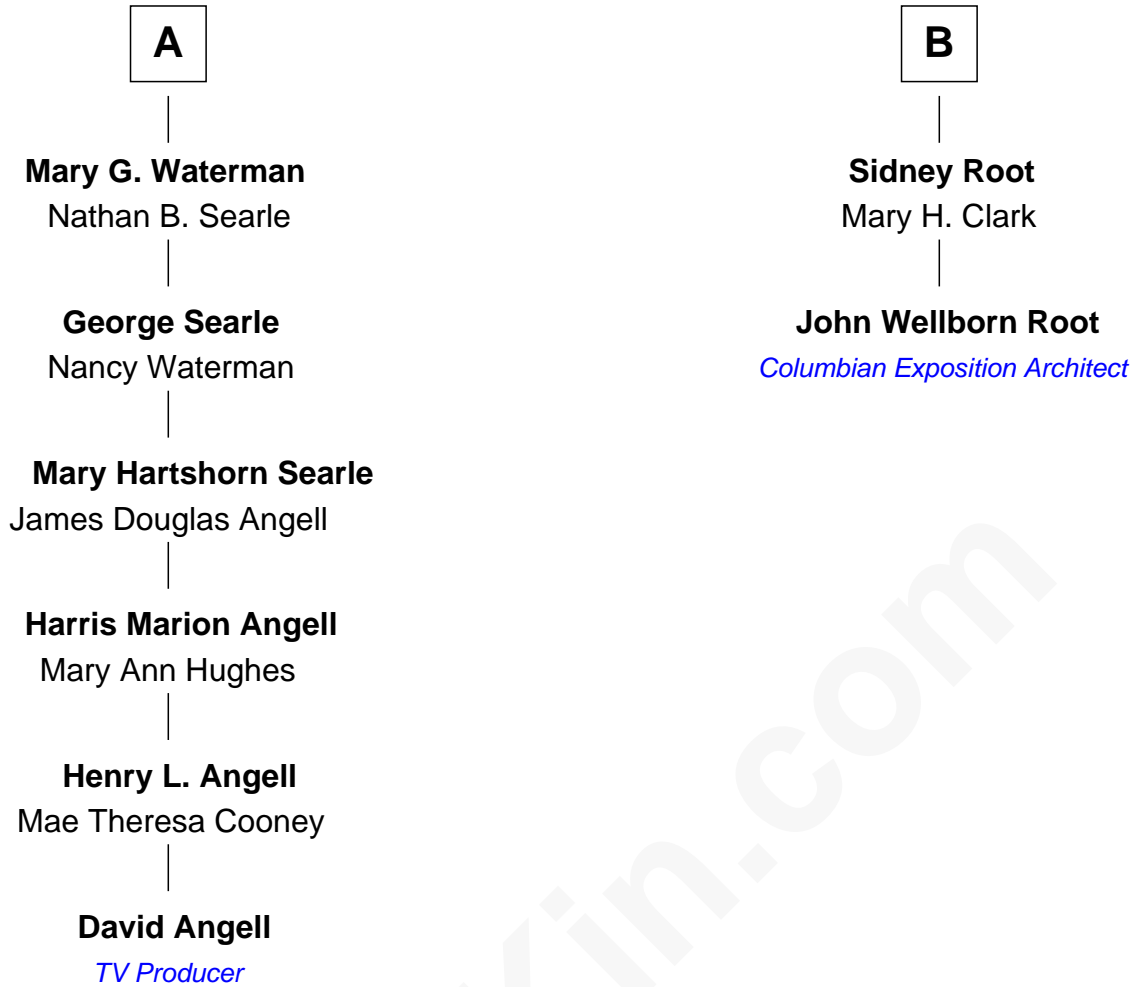 A
Mary G. Waterman
Nathan B. Searle
George Searle
Nancy Waterman
Mary Hartshorn Searle
James Douglas Angell
Harris Marion Angell
Mary Ann Hughes
Henry L. Angell
Mae Theresa Cooney
David Angell
TV Producer
B
Sidney Root
Mary H. Clark
John Wellborn Root
Columbian Exposition Architect
in.com